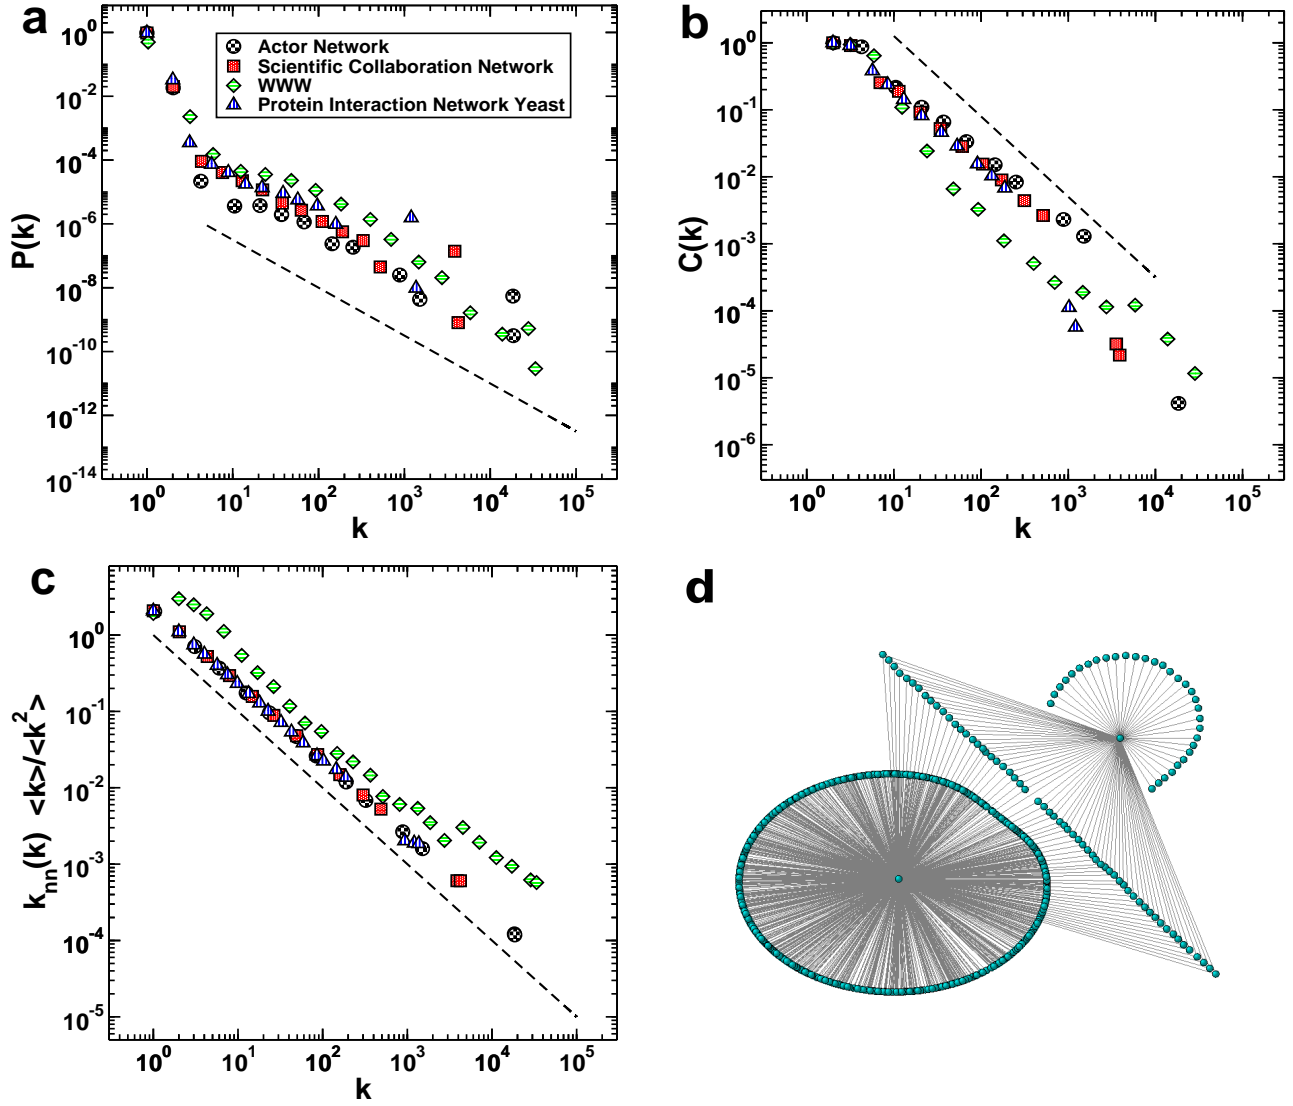 a
10^0
10^-2
10^-4
10^-6
10^-8
10^-10
10^-12
10^-14
P(k)
Actor Network
Scientific Collaboration Network
WWW
Protein Interaction Network Yeast
10^0 10^1 10^2 10^3 10^4 10^5
k
b
10^0
10^-1
10^-2
10^-3
10^-4
10^-5
10^-6
C(k)
10^0 10^1 10^2 10^3 10^4 10^5
k
c
10^0
10^-1
10^-2
10^-3
10^-4
10^-5
k_nn(k) <k>/<k^2>
10^0 10^1 10^2 10^3 10^4 10^5
k
d